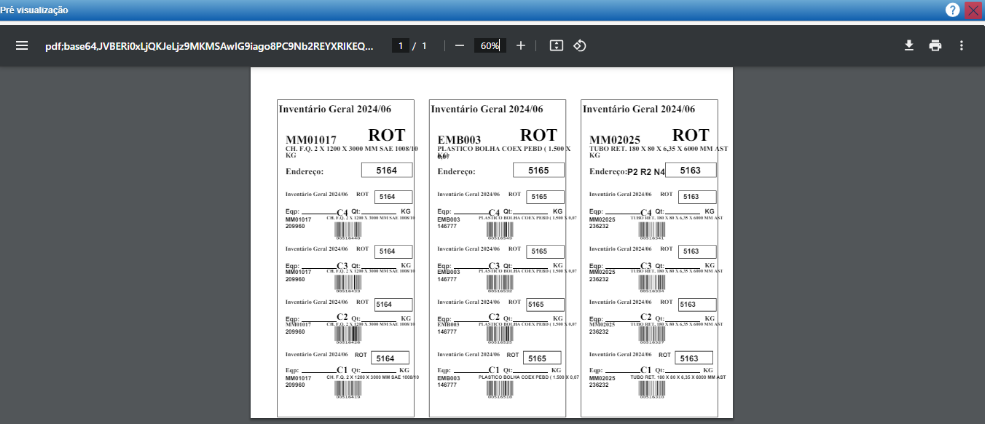 Pré visualização
pdf;base64,JVBERi0xLjQKJeLjz9MKMSAwIG9iago8PC9Nb2REYXRlKEQ...
1 / 1
60%
Inventário Geral 2024/06
MM01017 ROT
CH. F.Q. 2 X 1200 X 3000 MM SAE 1008/10
KG
Endereço: 5164
Inventário Geral 2024/06 ROT 5164
Eqp: C4 Qt: KG
MM01017 CH. F.Q. 2 X 1200 X 3000 MM SAE 1008/10
209960
Inventário Geral 2024/06 ROT 5164
Eqp: C3 Qt: KG
MM01017 CH. F.Q. 2 X 1200 X 3000 MM SAE 1008/10
209960
Inventário Geral 2024/06 ROT 5164
Eqp: C2 Qt: KG
MM01017 CH. F.Q. 2 X 1200 X 3000 MM SAE 1008/10
209960
Inventário Geral 2024/06 ROT 5164
Eqp: C1 Qt: KG
MM01017 CH. F.Q. 2 X 1200 X 3000 MM SAE 1008/10
209960
Inventário Geral 2024/06
EMB003 ROT
PLASTICO BOLHA COEX PEBD ( 1.500 X
Endereço: 5165
Inventário Geral 2024/06 ROT 5165
Eqp: C4 Qt: KG
EMB003 PLASTICO BOLHA COEX PEBD ( 1.500 X 0,07
146777
Inventário Geral 2024/06 ROT 5165
Eqp: C3 Qt: KG
EMB003 PLASTICO BOLHA COEX PEBD ( 1.500 X 0,07
146777
Inventário Geral 2024/06 ROT 5165
Eqp: C2 Qt: KG
EMB003 PLASTICO BOLHA COEX PEBD ( 1.500 X 0,07
146777
Inventário Geral 2024/06 ROT 5165
Eqp: C1 Qt: KG
EMB003 PLASTICO BOLHA COEX PEBD ( 1.500 X 0,07
146777
Inventário Geral 2024/06
MM02025 ROT
TUBO RET. 180 X 80 X 6,35 X 6000 MM AST
KG
Endereço:P2 R2 N4 5163
Inventário Geral 2024/06 ROT 5163
Eqp: C4 Qt: KG
MM02025 TUBO RET. 180 X 80 X 6,35 X 6000 MM AST
236232
Inventário Geral 2024/06 ROT 5163
Eqp: C3 Qt: KG
MM02025 TUBO RET. 180 X 80 X 6,35 X 6000 MM AST
236232
Inventário Geral 2024/06 ROT 5163
Eqp: C2 Qt: KG
MM02025 TUBO RET. 180 X 80 X 6,35 X 6000 MM AST
236232
Inventário Geral 2024/06 ROT 5163
Eqp: C1 Qt: KG
MM02025 TUBO RET. 180 X 80 X 6,35 X 6000 MM AST
236232